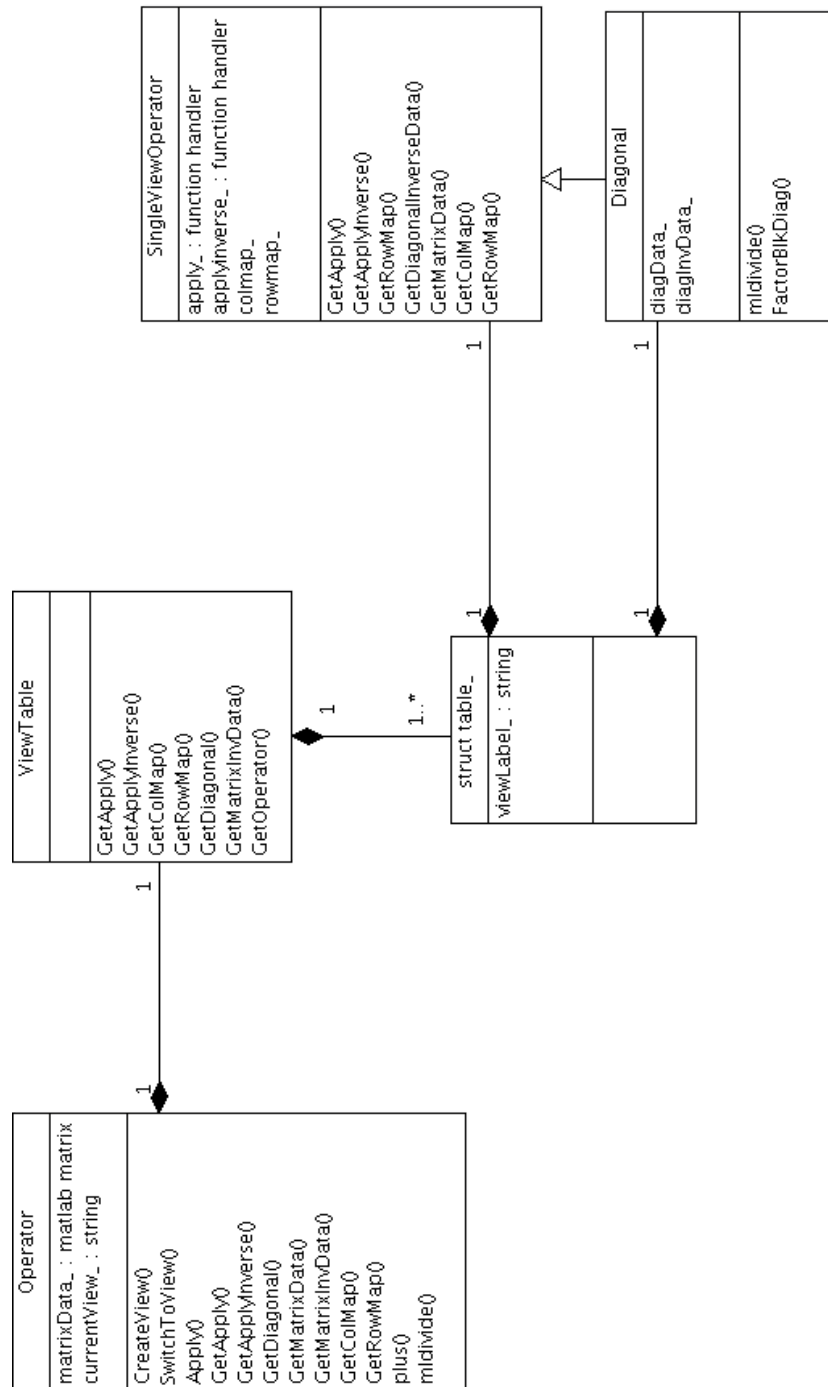 Operator
matrixData_ : matlab matrix
currentView_ : string
CreateView()
SwitchToView()
Apply()
GetApply()
GetApplyInverse()
GetDiagonal()
GetMatrixData()
GetMatrixInvData()
GetColMap()
GetRowMap()
plus()
mldivide()
1
1
ViewTable
GetApply()
GetApplyInverse()
GetColMap()
GetRowMap()
GetDiagonal()
GetMatrixInvData()
GetOperator()
1
1..*
struct table_
viewLabel_ : string
1
1
1
1
SingleViewOperator
apply_ : function handler
applyInverse_ : function handler
colmap_
rowmap_
GetApply()
GetApplyInverse()
GetRowMap()
GetDiagonalInverseData()
GetMatrixData()
GetColMap()
GetRowMap()
Diagonal
diagData_
diagInvData_
mldivide()
FactorBlkDiag()